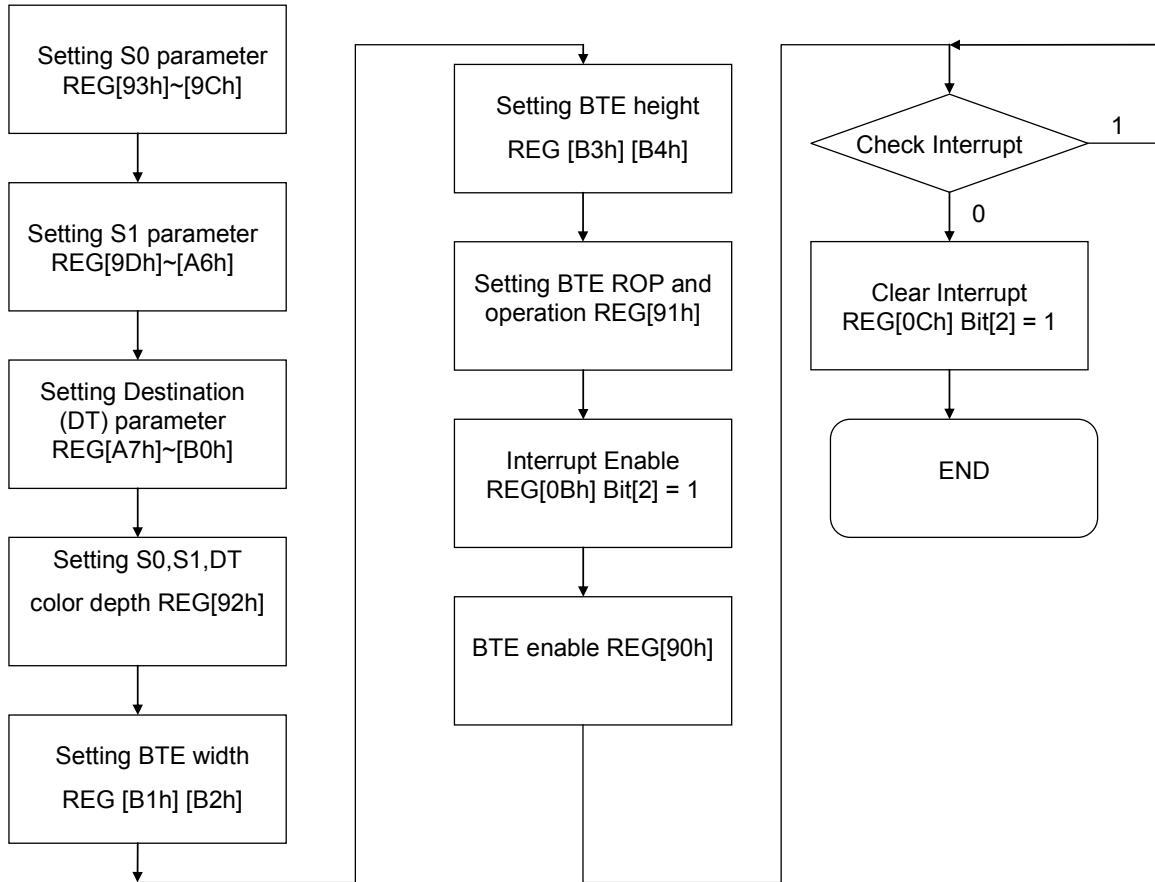 Setting S0 parameter
REG[93h]~[9Ch]
Setting S1 parameter
REG[9Dh]~[A6h]
Setting Destination
(DT) parameter
REG[A7h]~[B0h]
Setting S0,S1,DT
color depth REG[92h]
Setting BTE width
REG [B1h] [B2h]
Setting BTE height
REG [B3h] [B4h]
Setting BTE ROP and
operation REG[91h]
Interrupt Enable
REG[0Bh] Bit[2] = 1
BTE enable REG[90h]
Check Interrupt
1
0
Clear Interrupt
REG[0Ch] Bit[2] = 1
END